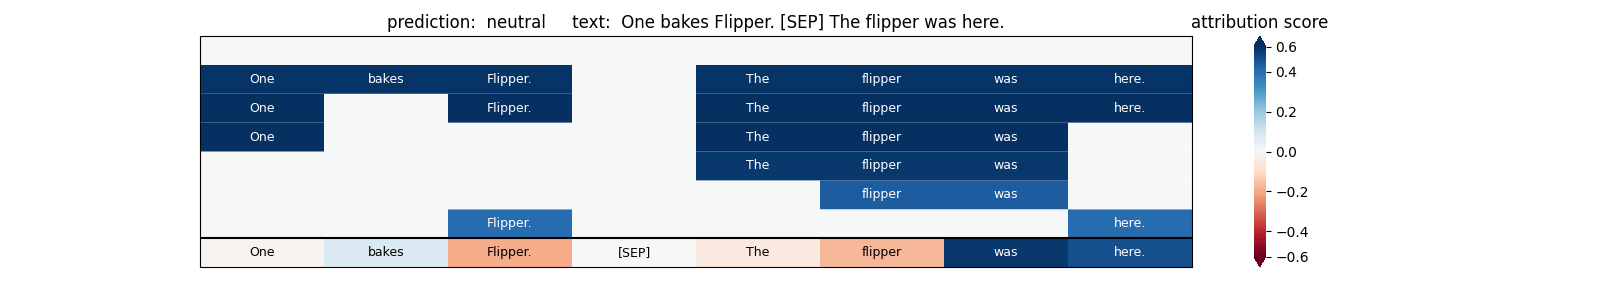 prediction:  neutral      text:  One bakes Flipper. [SEP] The flipper was here.
attribution score
One bakes Flipper. The flipper was here.
One Flipper. The flipper was here.
One The flipper was
The flipper was
flipper was
Flipper. here.
One bakes Flipper. [SEP] The flipper was here.
0.6
0.4
0.2
0.0
−0.2
−0.4
−0.6